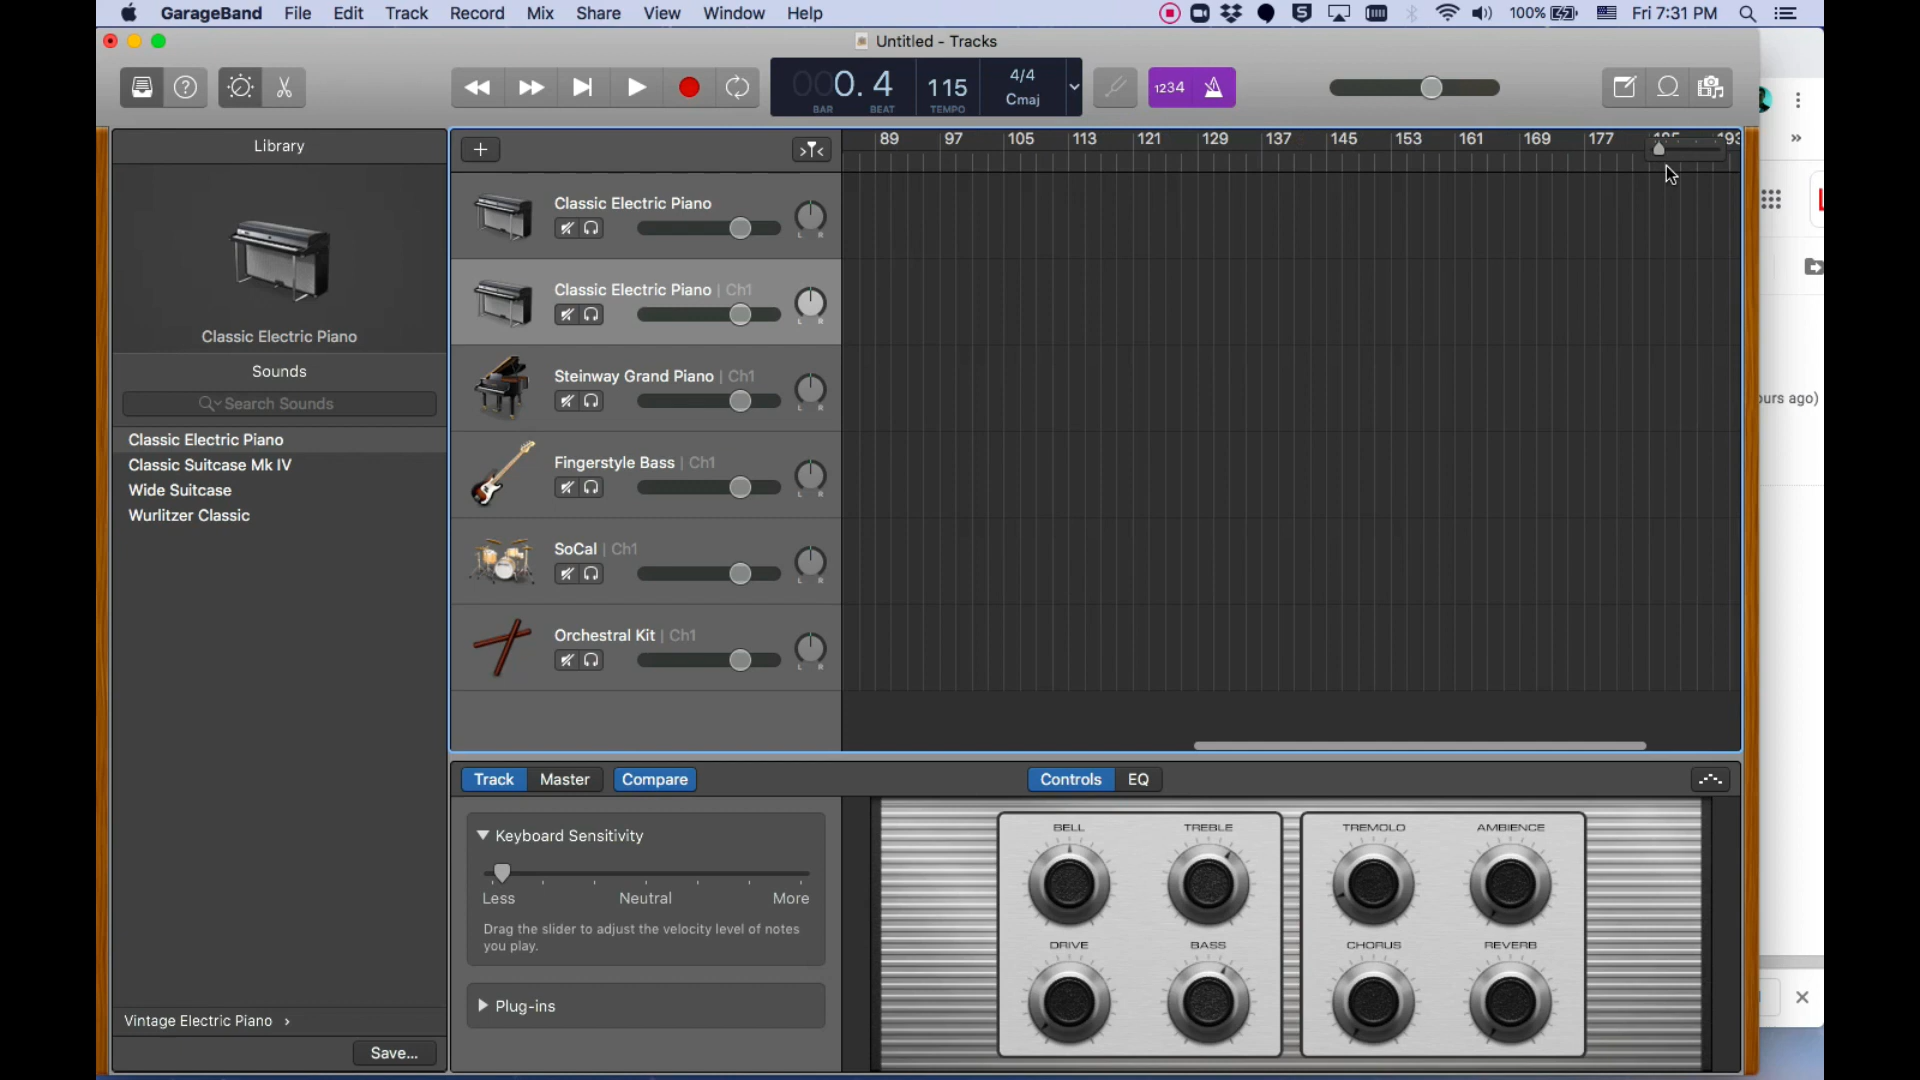 GarageBand File Edit Track Record Mix Share View Window Help 100% Fri 7:31 PM
Untitled - Tracks
000. 4 115 4/4
Cmaj
BAR BEAT TEMPO
1234
Library
89 97 105 113 121 129 137 145 153 161 169 177 185 193
Classic Electric Piano
Classic Electric Piano
L R
Classic Electric Piano | Ch1
L R
Steinway Grand Piano | Ch1
L R
Fingerstyle Bass | Ch1
L R
SoCal | Ch1
L R
Orchestral Kit | Ch1
L R
Sounds
Search Sounds
Classic Electric Piano
Classic Suitcase Mk IV
Wide Suitcase
Wurlitzer Classic
ours ago)
Track Master Compare Controls EQ
Keyboard Sensitivity
Less Neutral More
Drag the slider to adjust the velocity level of notes
you play.
Plug-ins
BELL TREBLE TREMOLO AMBIENCE
DRIVE BASS CHORUS REVERB
Vintage Electric Piano ›
Save...